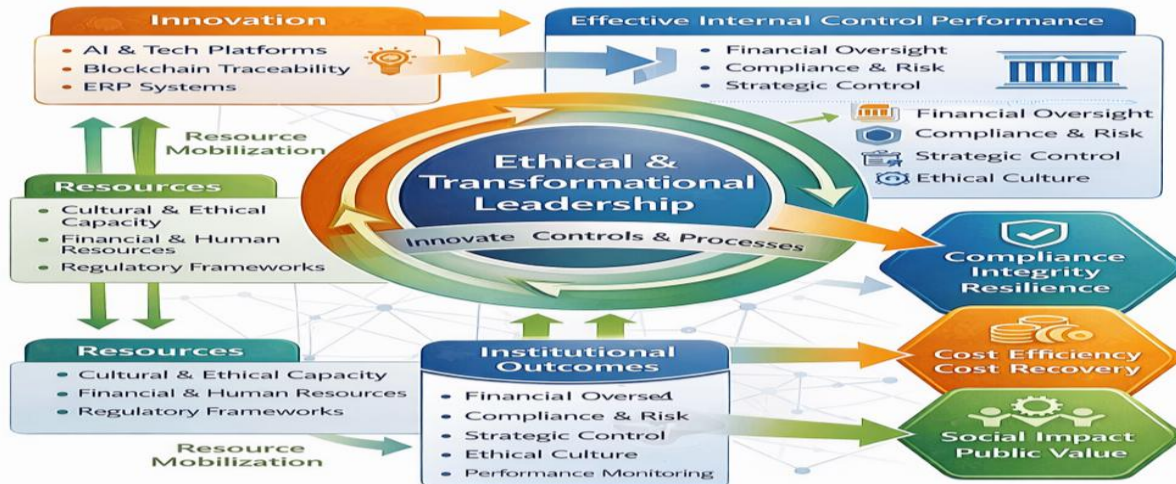 Innovation
• AI & Tech Platforms
• Blockchain Traceability
• ERP Systems
Effective Internal Control Performance
• Financial Oversight
• Compliance & Risk
• Strategic Control
Financial Oversight
Compliance & Risk
Strategic Control
Ethical Culture
Resource
Mobilization
Resources
• Cultural & Ethical
Capacity
• Financial & Human
Resources
• Regulatory Frameworks
Ethical &
Transformational
Leadership
Innovate Controls & Processes
Compliance
Integrity
Resilience
Resources
• Cultural & Ethical Capacity
• Financial & Human Resources
• Regulatory Frameworks
Resource
Mobilization
Institutional
Outcomes
• Financial Oversed
• Compliance & Risk
• Strategic Control
• Ethical Culture
• Performance Monitoring
Cost Efficiency
Cost Recovery
Social Impact
Public Value